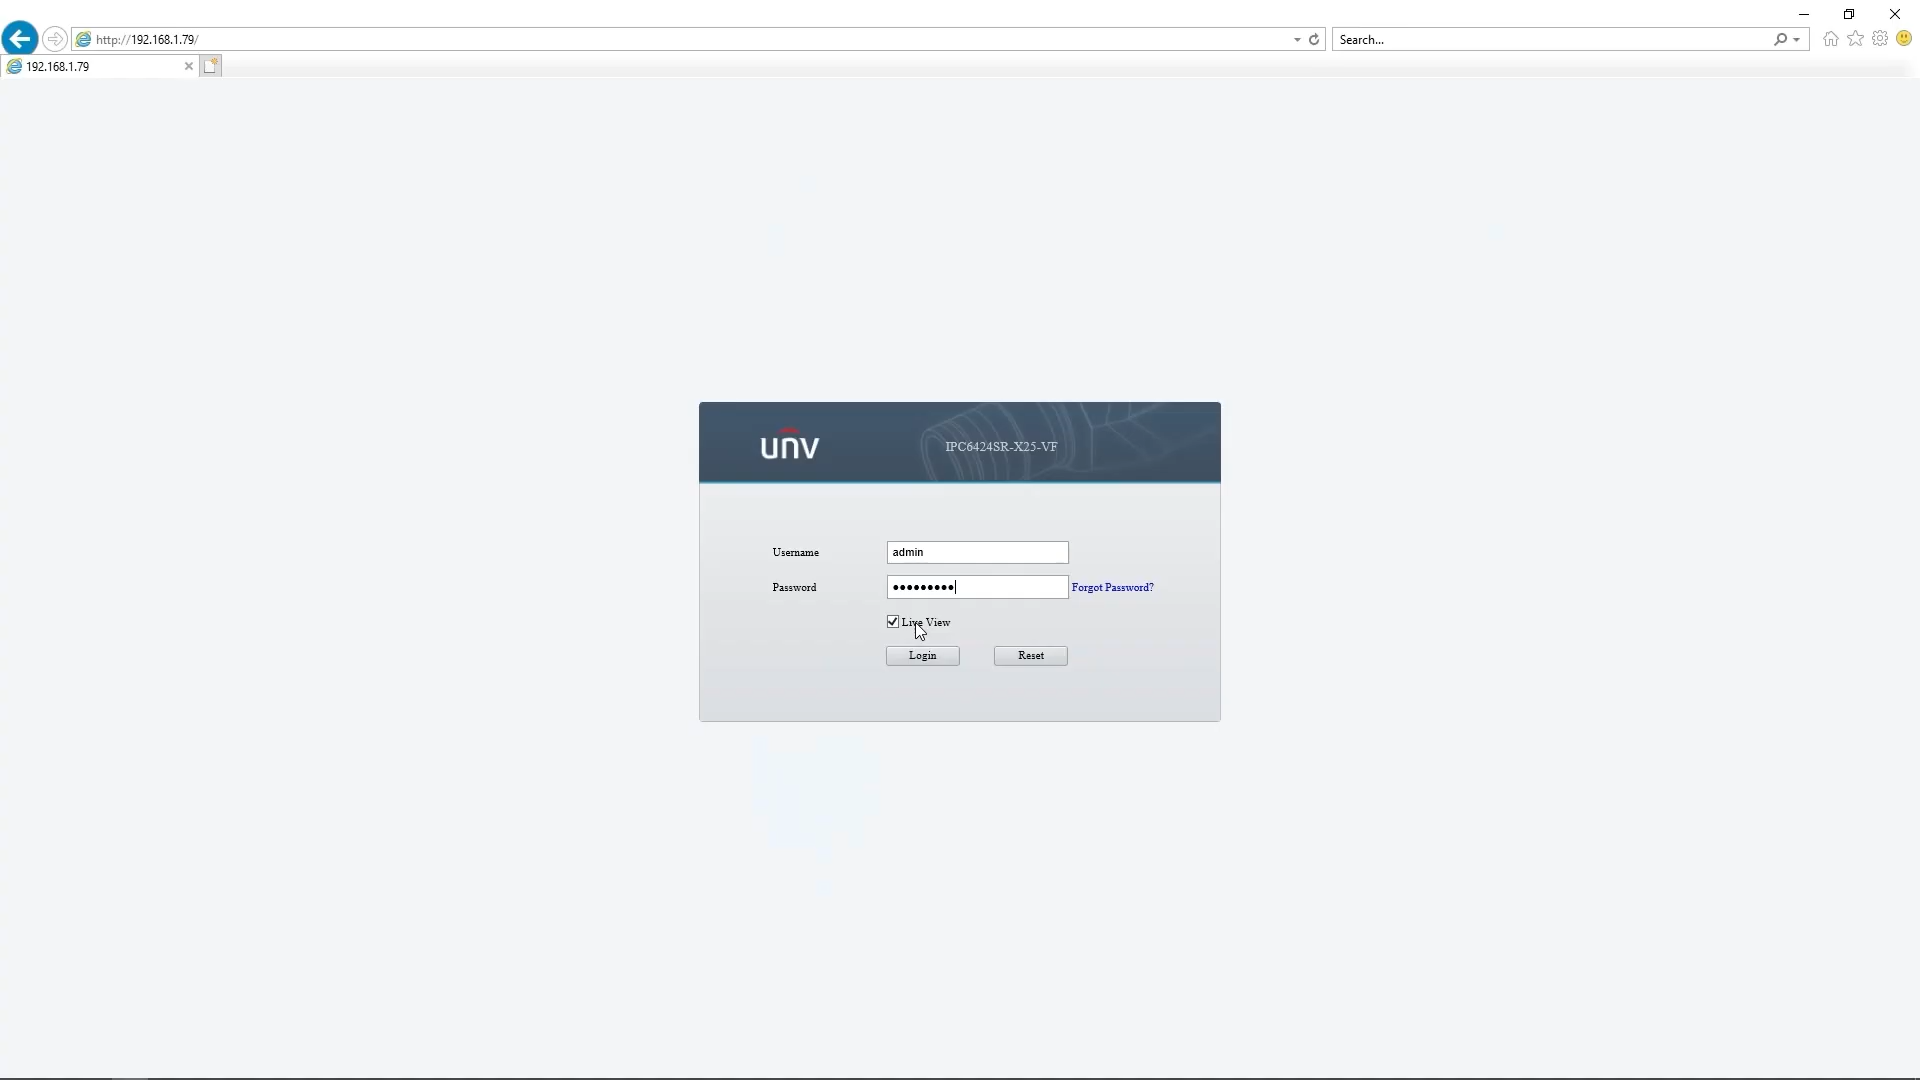 http://192.168.1.79/
Search...
192.168.1.79
unv
IPC6424SR-X25-VF
Username
admin
Password
●●●●●●●●●
Forgot Password?
Live View
Login
Reset